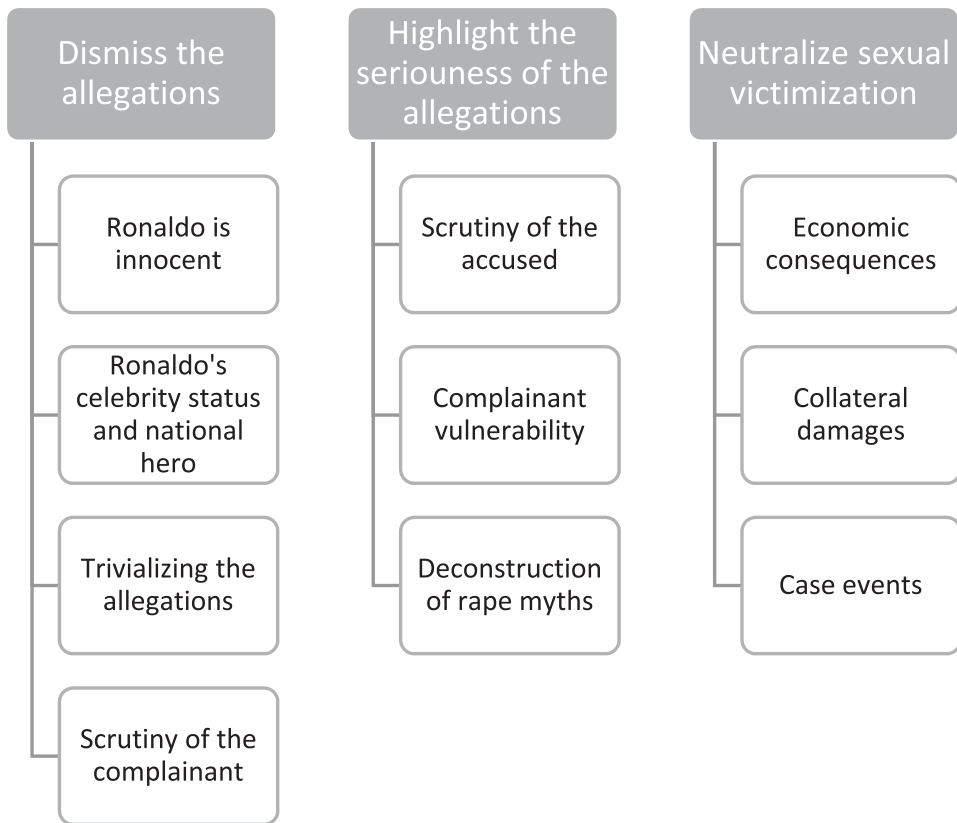 Dismiss the
allegations
Ronaldo is
innocent
Ronaldo's
celebrity status
and national
hero
Trivializing the
allegations
Scrutiny of the
complainant
Highlight the
seriouness of the
allegations
Scrutiny of the
accused
Complainant
vulnerability
Deconstruction
of rape myths
Neutralize sexual
victimization
Economic
consequences
Collateral
damages
Case events